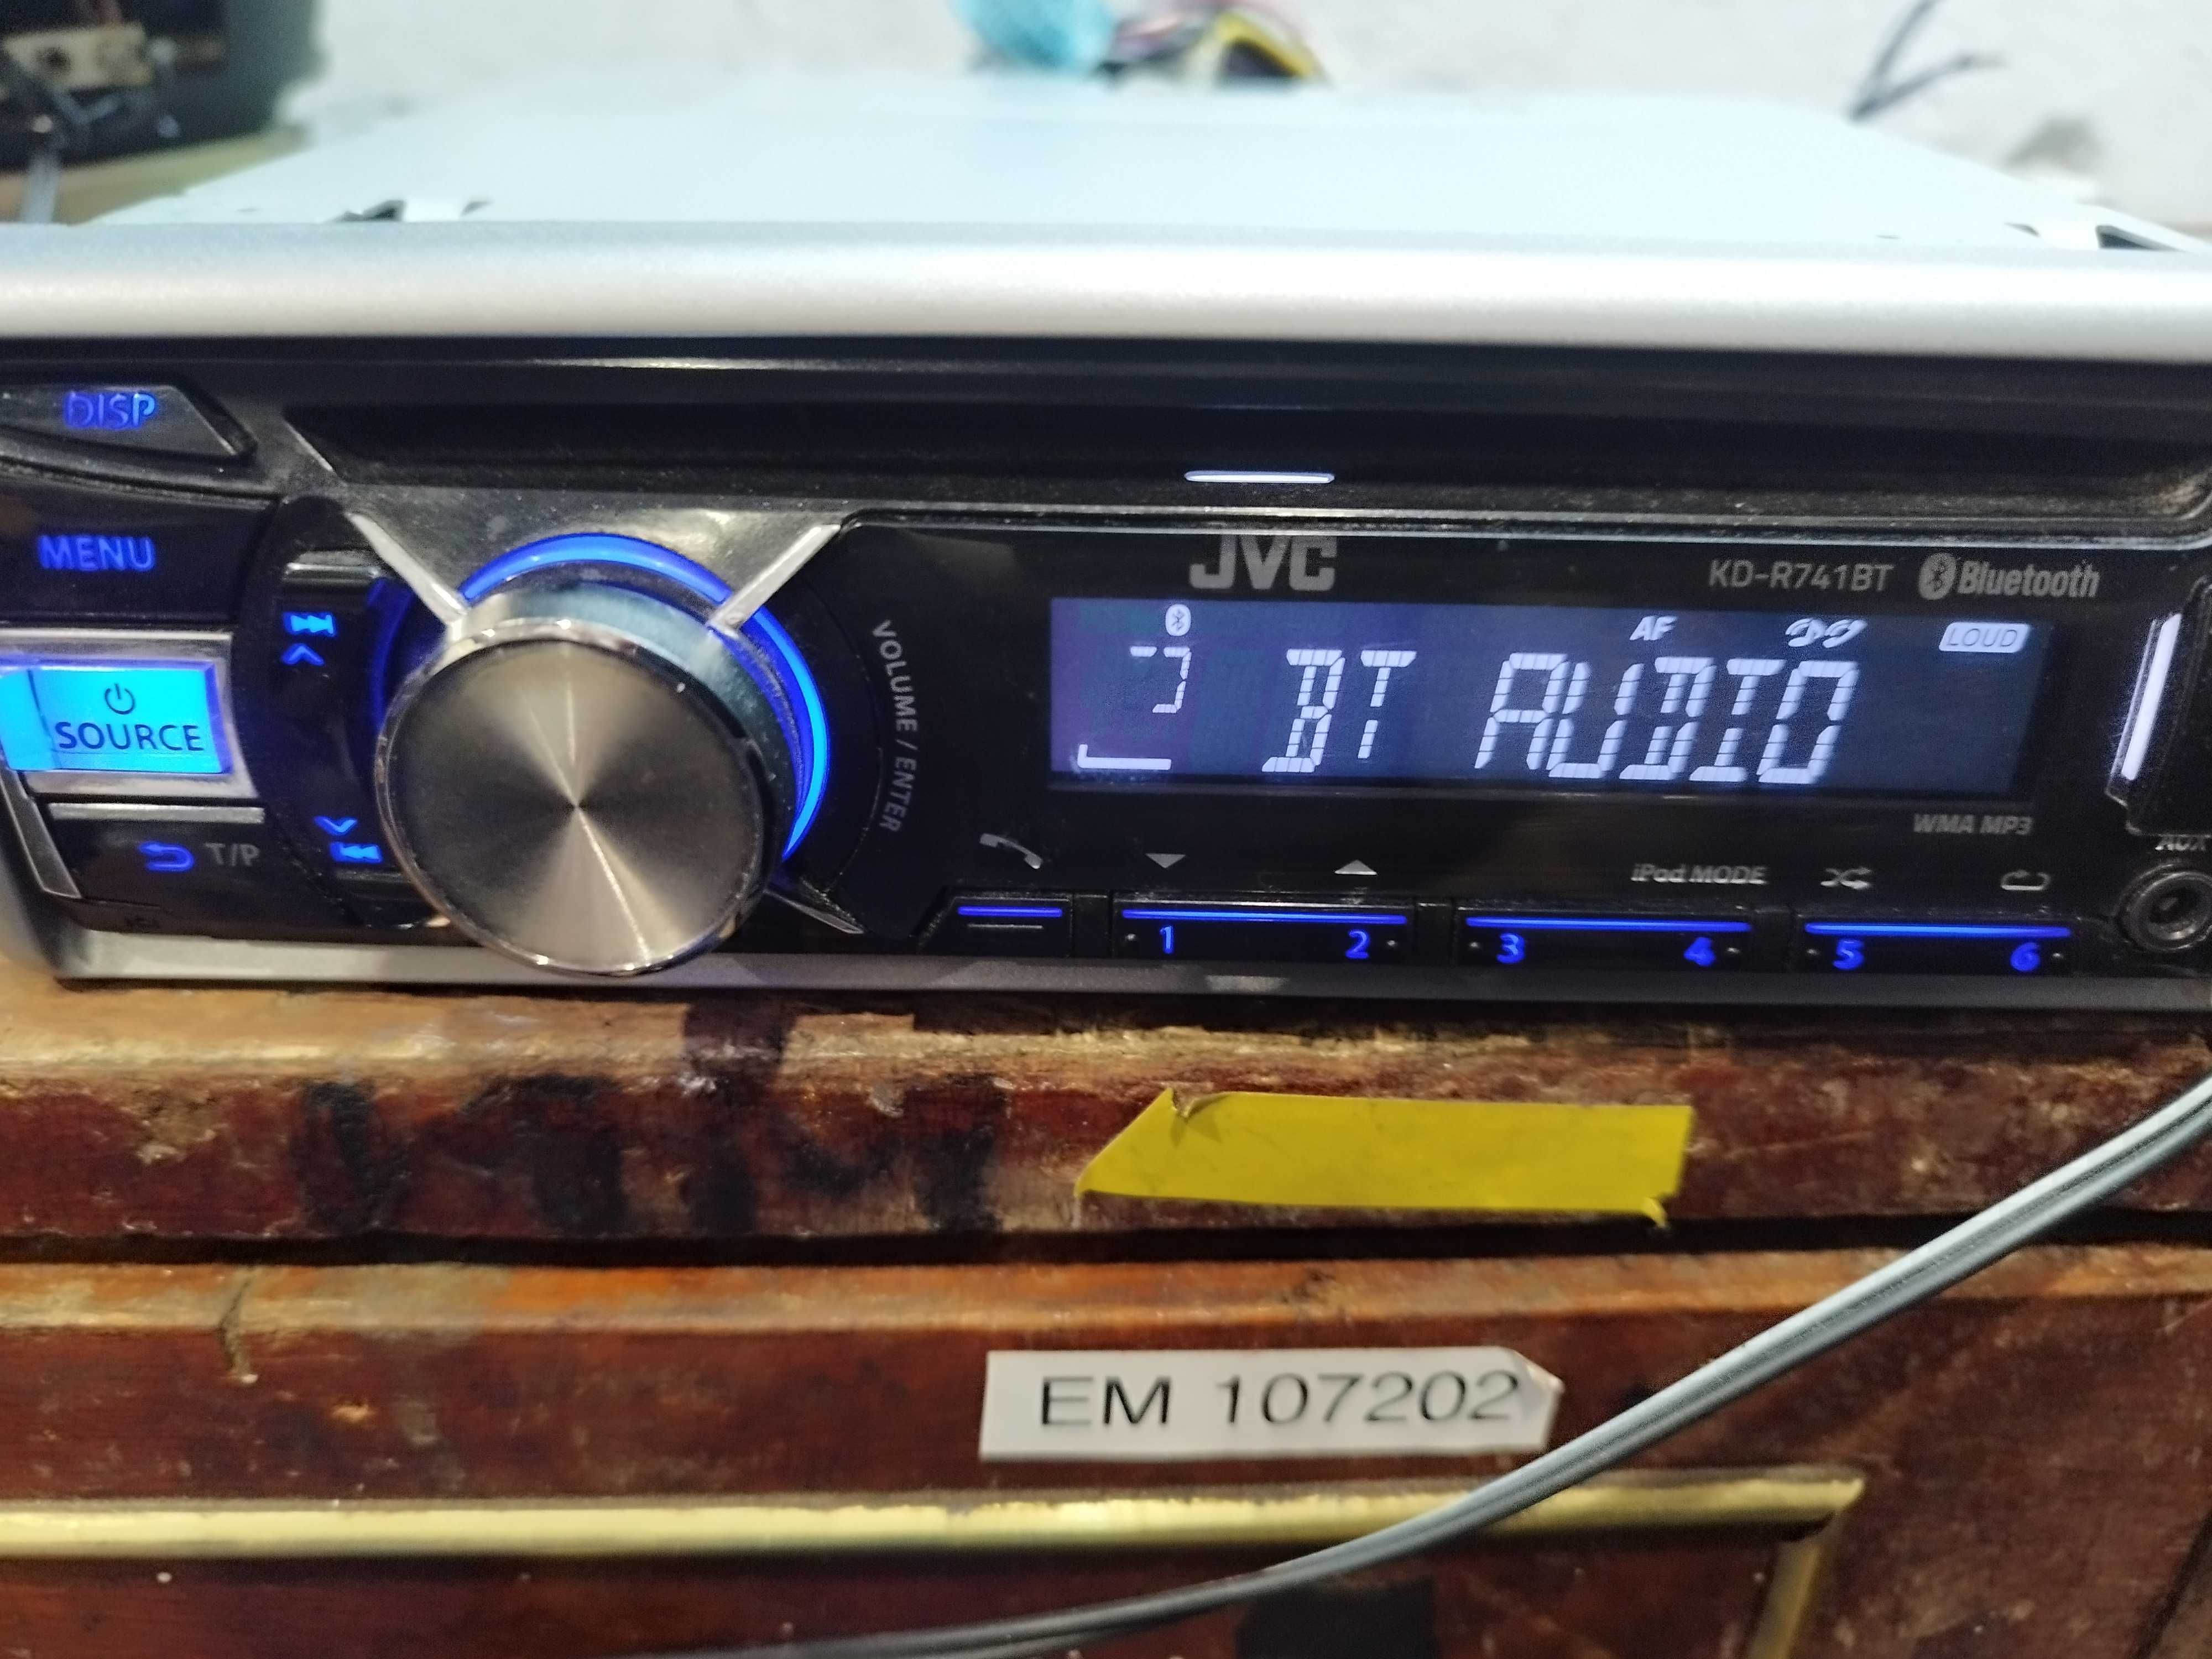 DISP
MENU
SOURCE
T/P
VOLUME / ENTER
JVC
KD-R741BT Bluetooth
AF
LOUD
BT AUDIO
WMA MP3
AUX
iPod MODE
1 2 3 4 5 6
EM 107202